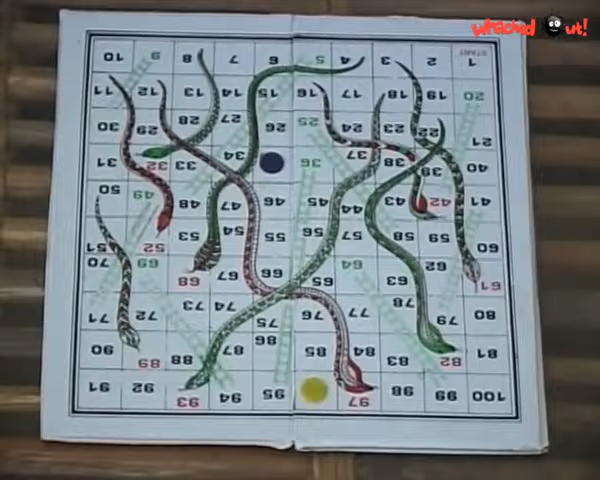 Whacked Out!
100 99 98 97 95 94 93 92 91
81 82 83 84 85 86 87 88 89 90
80 79 78 77 76 75 74 73 72 71
61 62 63 64 65 66 67 68 69 70
60 59 58 57 56 55 54 53 52 51
41 42 43 44 45 46 47 48 49 50
40 39 38 37 36 34 33 32 31
21 22 23 24 25 26 27 28 29 30
20 19 18 17 16 15 14 13 12 11
START
1 2 3 4 5 6 7 8 9 10